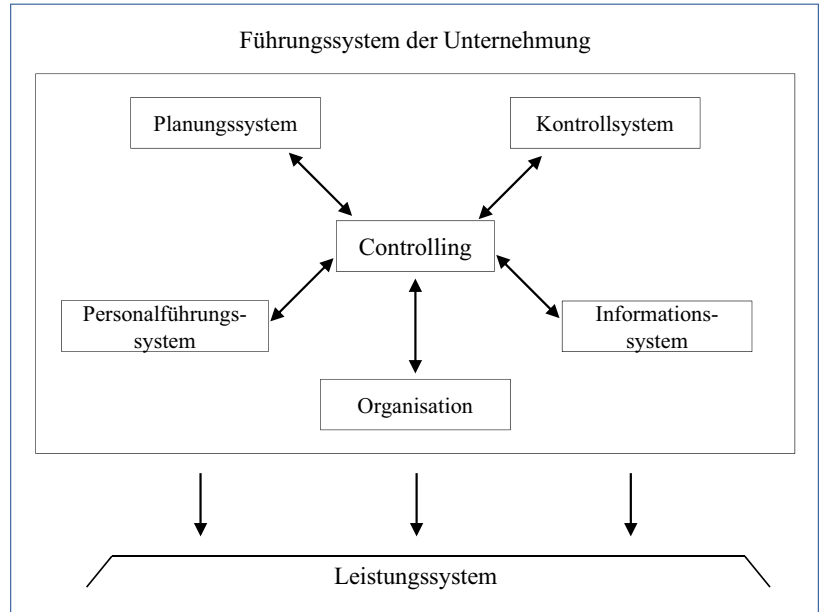 Führungssystem der Unternehmung
Planungssystem
Kontrollsystem
Controlling
Personalführungs-
system
Informations-
system
Organisation
Leistungssystem